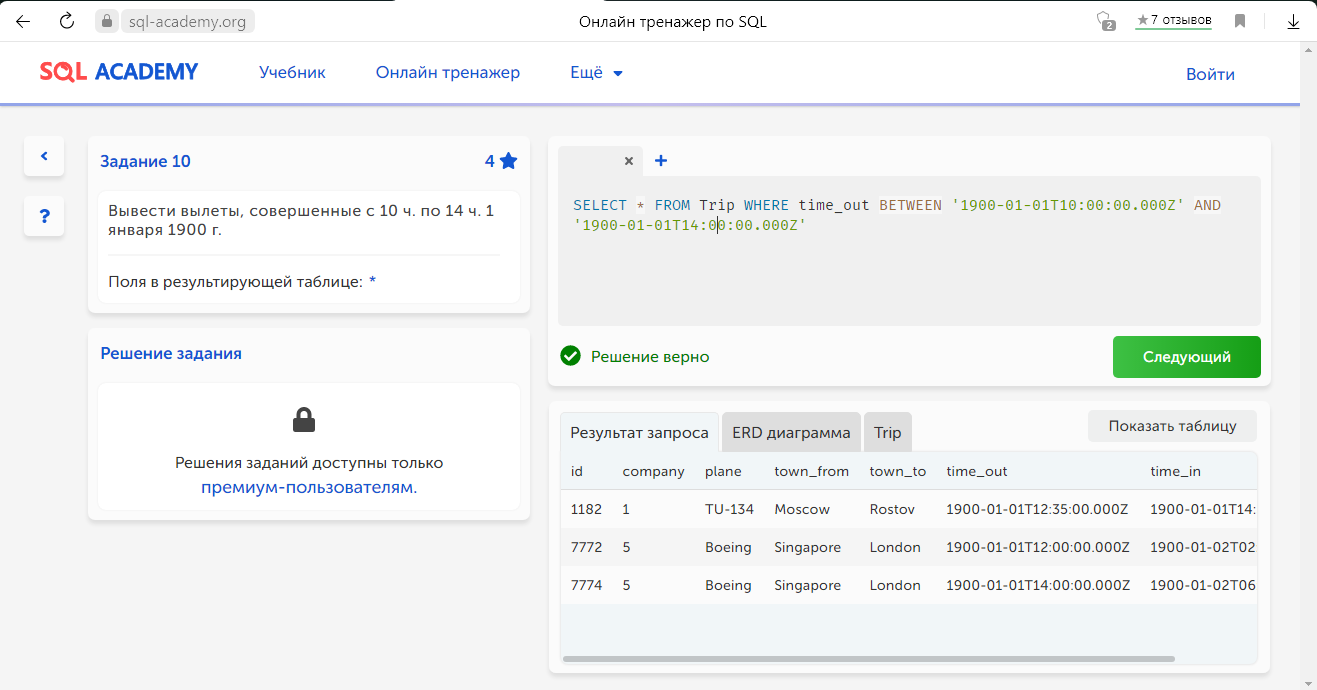 sql-academy.org
Онлайн тренажер по SQL
2
★ 7 отзывов
SQL ACADEMY
Учебник
Онлайн тренажер
Ещё
Войти
Задание 10
4
Вывести вылеты, совершенные с 10 ч. по 14 ч. 1
января 1900 г.
Поля в результирующей таблице: *
?
Решение задания
Решения заданий доступны только
премиум-пользователям.
× +
SELECT * FROM Trip WHERE time_out BETWEEN '1900-01-01T10:00:00.000Z' AND
'1900-01-01T14:00:00.000Z'
Решение верно
Следующий
Результат запроса
ERD диаграмма
Trip
Показать таблицу
id company plane town_from town_to time_out time_in
1182 1 TU-134 Moscow Rostov 1900-01-01T12:35:00.000Z 1900-01-01T14:
7772 5 Boeing Singapore London 1900-01-01T12:00:00.000Z 1900-01-02T02
7774 5 Boeing Singapore London 1900-01-01T14:00:00.000Z 1900-01-02T06